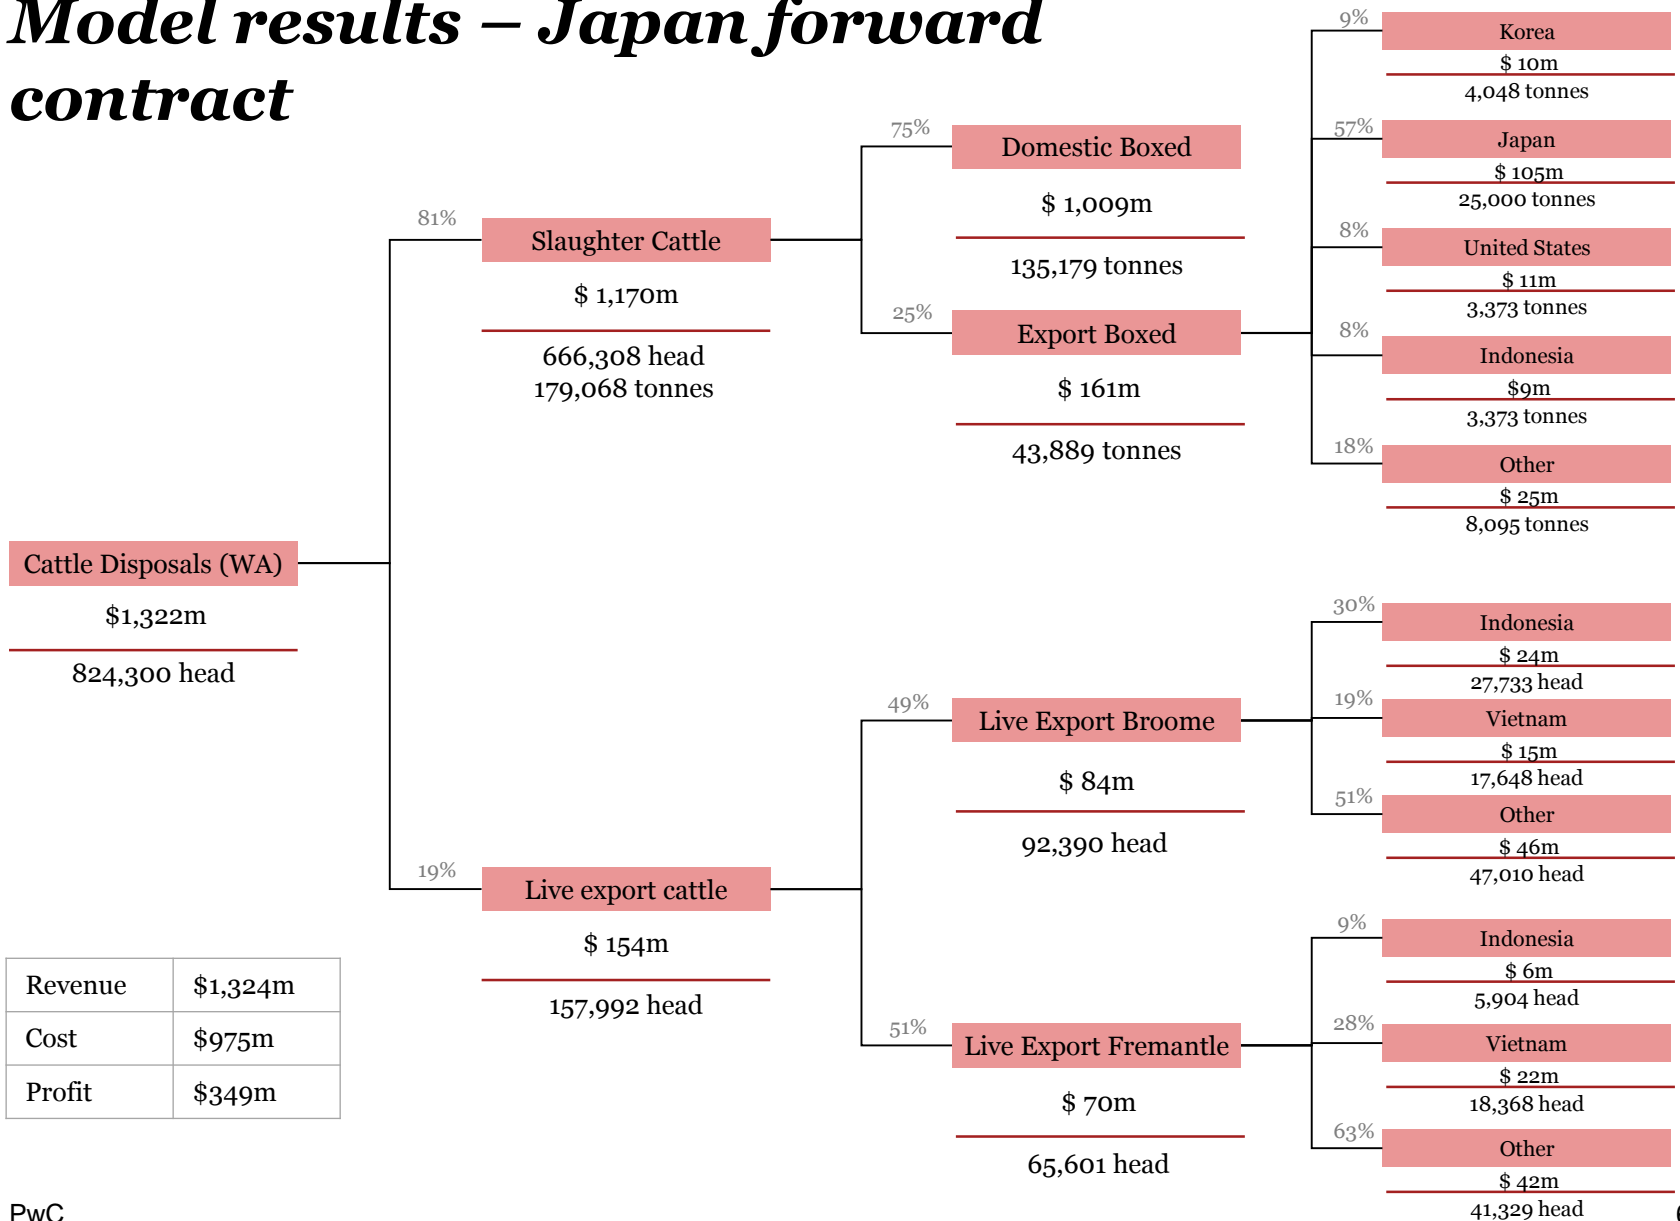 Model results – Japan forward
contract
Cattle Disposals (WA)
$1,322m
824,300 head
81%
Slaughter Cattle
$ 1,170m
666,308 head
179,068 tonnes
19%
Live export cattle
$ 154m
157,992 head
75%
Domestic Boxed
$ 1,009m
135,179 tonnes
25%
Export Boxed
$ 161m
43,889 tonnes
49%
Live Export Broome
$ 84m
92,390 head
51%
Live Export Fremantle
$ 70m
65,601 head
9%
Korea
$ 10m
4,048 tonnes
57%
Japan
$ 105m
25,000 tonnes
8%
United States
$ 11m
3,373 tonnes
8%
Indonesia
$9m
3,373 tonnes
18%
Other
$ 25m
8,095 tonnes
30%
Indonesia
$ 24m
27,733 head
19%
Vietnam
$ 15m
17,648 head
51%
Other
$ 46m
47,010 head
9%
Indonesia
$ 6m
5,904 head
28%
Vietnam
$ 22m
18,368 head
63%
Other
$ 42m
41,329 head
Revenue $1,324m
Cost $975m
Profit $349m
PwC